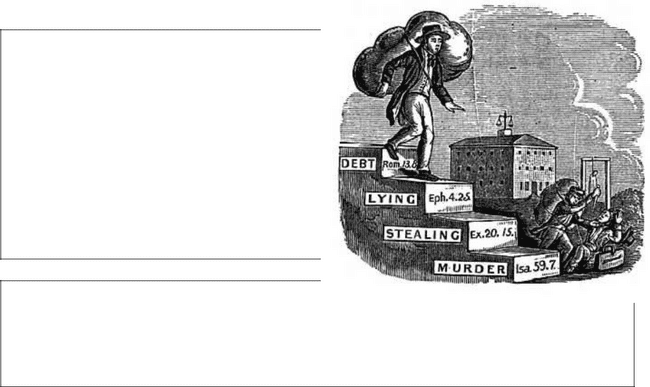 DEBT Rom.13.8
LYING Eph.4.25.
STEALING Ex.20.15.
MURDER Isa.59.7.